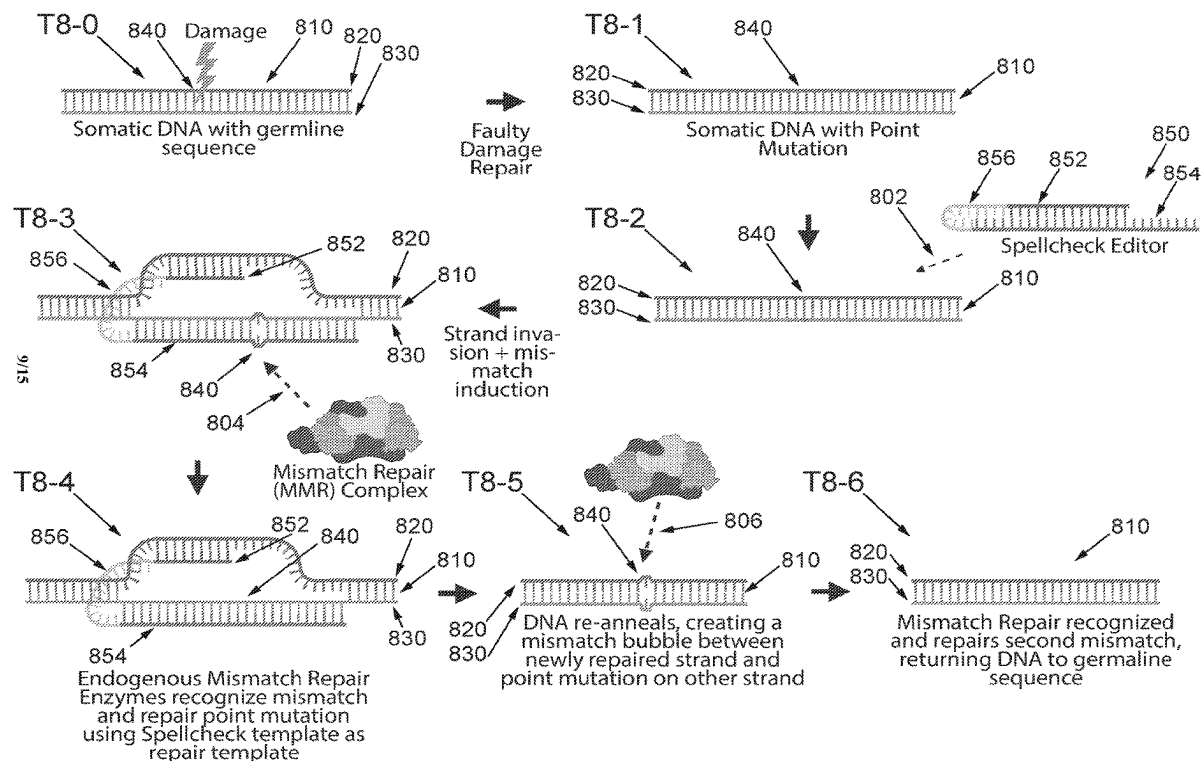 T8-0
840
Damage
810
820
830
Somatic DNA with germline
sequence
Faulty
Damage
Repair
T8-1
840
820
830
810
Somatic DNA with Point
Mutation
850
856
852
854
802
Spellcheck Editor
T8-2
840
820
830
810
Strand inva-
sion + mis-
match
induction
T8-3
856
852
820
810
830
854
840
804
9/15
Mismatch Repair
(MMR) Complex
T8-4
856
852
840
820
810
830
854
Endogenous Mismatch Repair
Enzymes recognize mismatch
and repair point mutation
using Spellcheck template as
repair template
T8-5
840
806
810
820
830
DNA re-anneals, creating a
mismatch bubble between
newly repaired strand and
point mutation on other strand
T8-6
810
820
830
Mismatch Repair recognized
and repairs second mismatch,
returning DNA to germaline
sequence